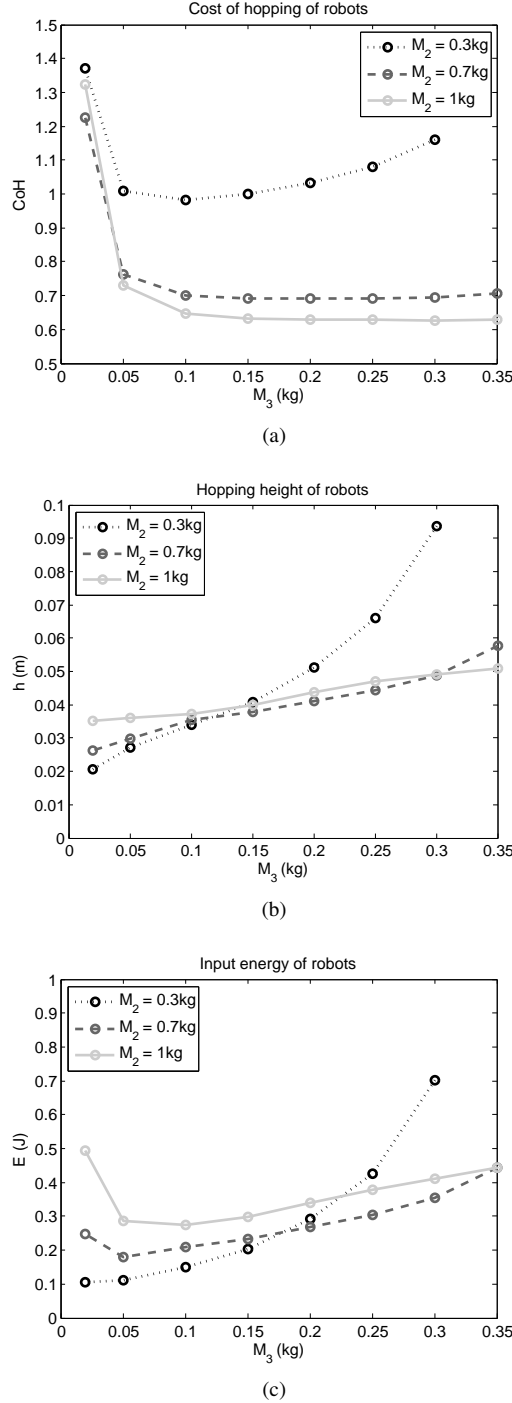 Cost of hopping of robots
1.5
1.4
1.3
1.2
1.1
1
0.9
0.8
0.7
0.6
0.5
CoH
M2 = 0.3kg
M2 = 0.7kg
M2 = 1kg
0 0.05 0.1 0.15 0.2 0.25 0.3 0.35
M3 (kg)
(a)
Hopping height of robots
0.1
0.09
0.08
0.07
0.06
0.05
0.04
0.03
0.02
0.01
0
h (m)
M2 = 0.3kg
M2 = 0.7kg
M2 = 1kg
0 0.05 0.1 0.15 0.2 0.25 0.3 0.35
M3 (kg)
(b)
Input energy of robots
1
0.9
0.8
0.7
0.6
0.5
0.4
0.3
0.2
0.1
0
E (J)
M2 = 0.3kg
M2 = 0.7kg
M2 = 1kg
0 0.05 0.1 0.15 0.2 0.25 0.3 0.35
M3 (kg)
(c)